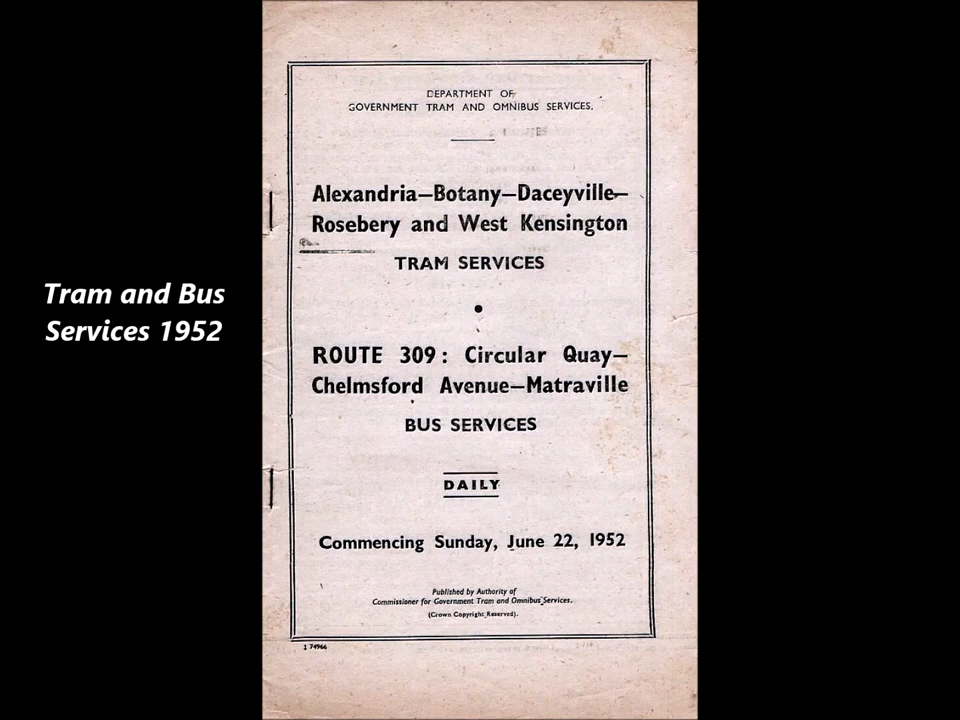 Tram and Bus
Services 1952
DEPARTMENT OF
GOVERNMENT TRAM AND OMNIBUS SERVICES.
Alexandria—Botany—Daceyville—
Rosebery and West Kensington
TRAM SERVICES
•
ROUTE 309: Circular Quay—
Chelmsford Avenue—Matraville
BUS SERVICES
DAILY
Commencing Sunday, June 22, 1952
Published by Authority of
Commissioner for Government Tram and Omnibus Services.
(Crown Copyright Reserved).
‡ 74966